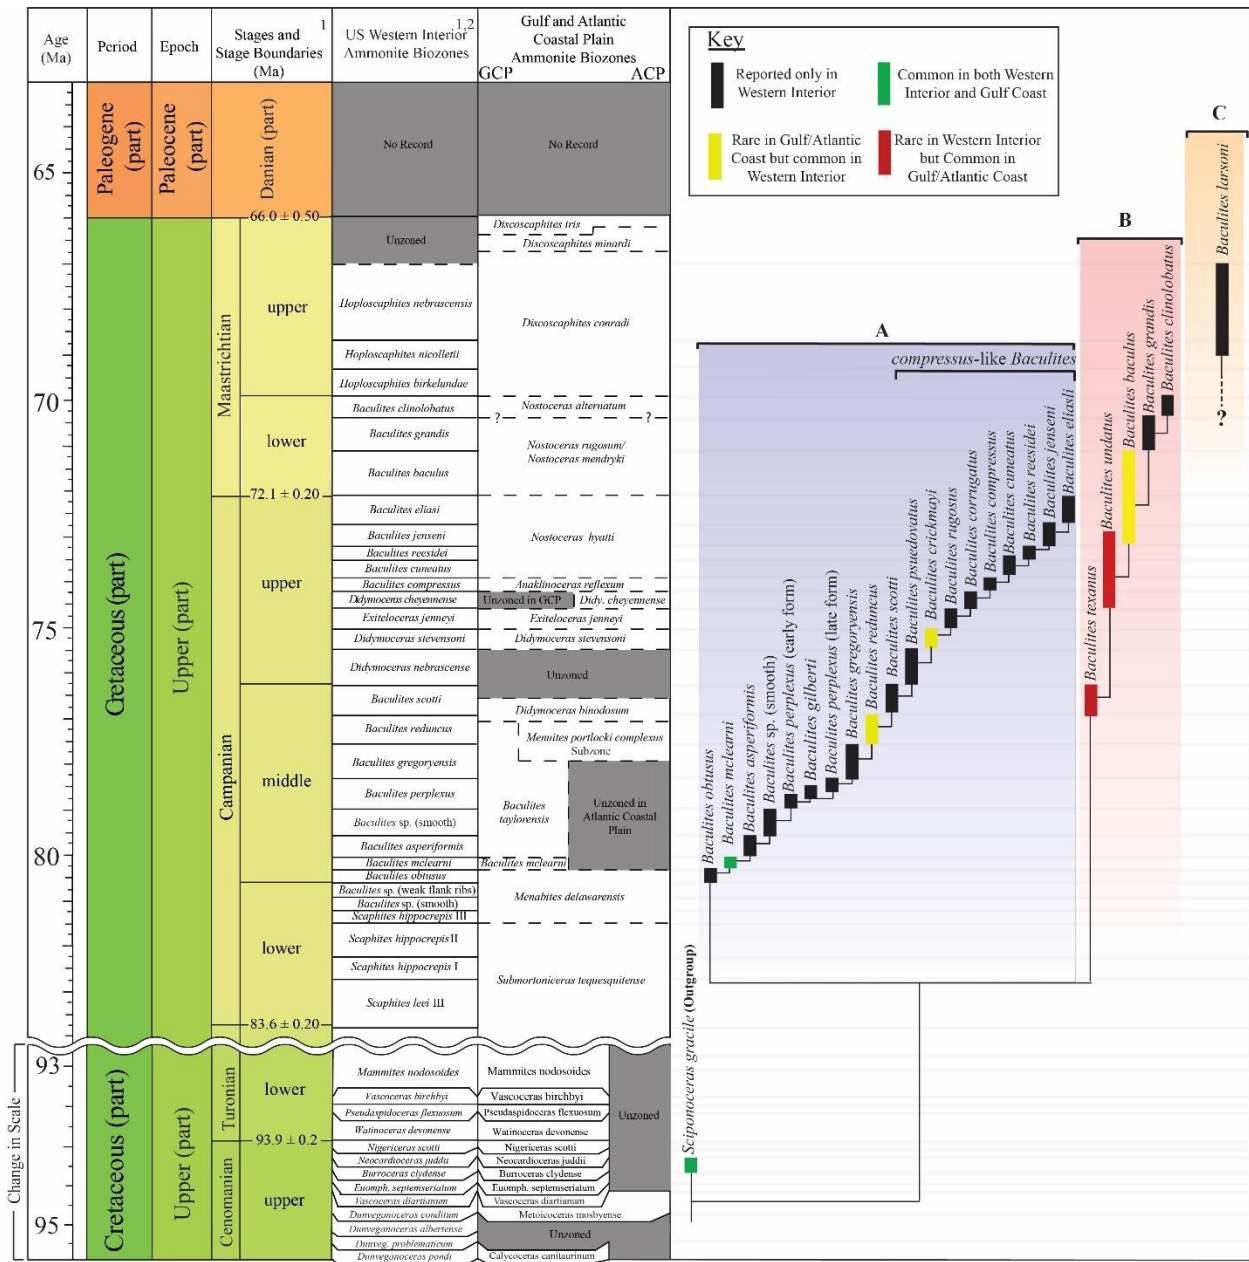 Age
(Ma)
Period
Epoch
Stages and
Stage Boundaries
(Ma)
1
US Western Interior
Ammonite Biozones
1,2
Gulf and Atlantic
Coastal Plain
Ammonite Biozones
GCP
ACP
65
70
75
80
93
95
Change in Scale
Paleogene (part)
Cretaceous (part)
Cretaceous (part)
Paleocene (part)
Upper (part)
Upper (part)
Danian (part)
66.0 ± 0.50
Maastrichtian
upper
lower
72.1 ± 0.20
Campanian
upper
middle
lower
83.6 ± 0.20
Turonian
lower
93.9 ± 0.2
Cenomanian
upper
No Record
Unzoned
Hoploscaphites nebrascensis
Hoploscaphites nicolletii
Hoploscaphites birkelundae
Baculites clinolobatus
Baculites grandis
Baculites baculus
Baculites eliasi
Baculites jenseni
Baculites reesidei
Baculites cuneatus
Baculites compressus
Didymoceras cheyennense
Exiteloceras jenneyi
Didymoceras stevensoni
Didymoceras nebrascense
Baculites scotti
Baculites reduncus
Baculites gregoryensis
Baculites perplexus
Baculites sp. (smooth)
Baculites asperiformis
Baculites mclearni
Baculites obtusus
Baculites sp. (weak flank ribs)
Baculites sp. (smooth)
Scaphites hippocrepis III
Scaphites hippocrepis II
Scaphites hippocrepis I
Scaphites leei III
Mammites nodosoides
Vascoceras birchbyi
Pseudaspidoceras flexuosum
Watinoceras devonense
Nigericeras scotti
Neocardioceras juddii
Burroceras clydense
Euomph. septemseriatum
Vascoceras diartianum
Dunveganoceras conditum
Dunveganoceras albertense
Dunveg. problematicum
Dunveganoceras pondi
No Record
Discoscaphites iris
Discoscaphites minardi
Discoscaphites conradi
Nostoceras alternatum
? ?
Nostoceras rugosum/
Nostoceras mendryki
Nostoceras hyatti
Anaklinoceras reflexum
Unzoned in GCP
Didy. cheyennense
Exiteloceras jenneyi
Didymoceras stevensoni
Unzoned
Didymoceras binodosum
Menuites portlocki complexus
Subzone
Baculites
taylorensis
Unzoned in
Atlantic Coastal
Plain
Baculites mclearni
Menabites delawarensis
Submortoniceras tequesquitense
Mammites nodosoides
Vascoceras birchbyi
Pseudaspidoceras flexuosum
Watinoceras devonense
Nigericeras scotti
Neocardioceras juddii
Burroceras clydense
Euomph. septemseriatum
Vascoceras diartianum
Metoicoceras mosbyense
Unzoned
Calycoceras canitaurinum
Unzoned
Key
Reported only in
Western Interior
Common in both Western
Interior and Gulf Coast
Rare in Gulf/Atlantic
Coast but common in
Western Interior
Rare in Western Interior
but Common in
Gulf/Atlantic Coast
A
compressus-like Baculites
B
C
Sciponoceras gracile (Outgroup)
Baculites obtusus
Baculites mclearni
Baculites asperiformis
Baculites sp. (smooth)
Baculites perplexus (early form)
Baculites gilberti
Baculites perplexus (late form)
Baculites gregoryensis
Baculites reduncus
Baculites scotti
Baculites psuedovatus
Baculites crickmayi
Baculites rugosus
Baculites corrugatus
Baculites compressus
Baculites cuneatus
Baculites reesidei
Baculites jenseni
Baculites eliasli
Baculites texanus
Baculites undatus
Baculites baculus
Baculites grandis
Baculites clinolobatus
Baculites larsoni
?